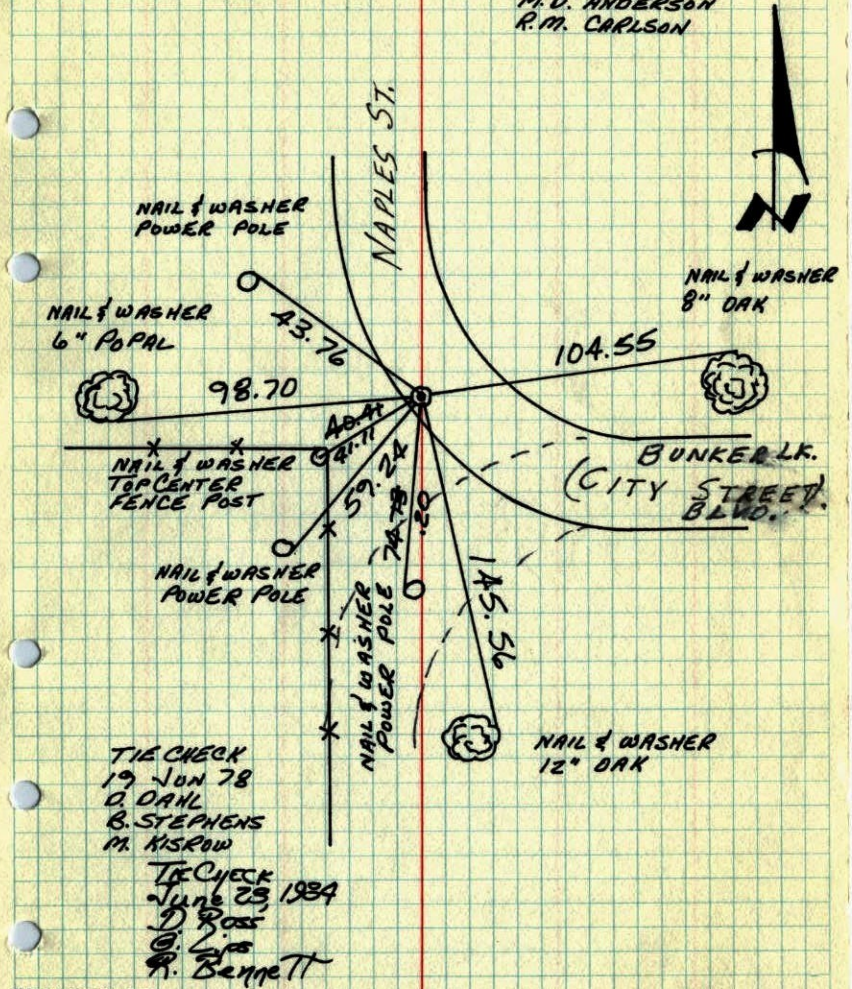 M.D. ANDERSON
R.M. CARLSON
NAPLES ST.
N
NAIL & WASHER
POWER POLE
NAIL & WASHER
8" OAK
NAIL & WASHER
6" POPAL
43.76
104.55
98.70
40.41
41.11
NAIL & WASHER
TOP CENTER
FENCE POST
59.24
74.78
.20
BUNKER LK.
(CITY STREET)
BLVD.
NAIL & WASHER
POWER POLE
NAIL & WASHER
POWER POLE
145.56
NAIL & WASHER
12" OAK
TIE CHECK
19 JUN 78
D. DAHL
B. STEPHENS
M. KISROW
Tie Check
June 28, 1984
D. Ross
R. Bennett